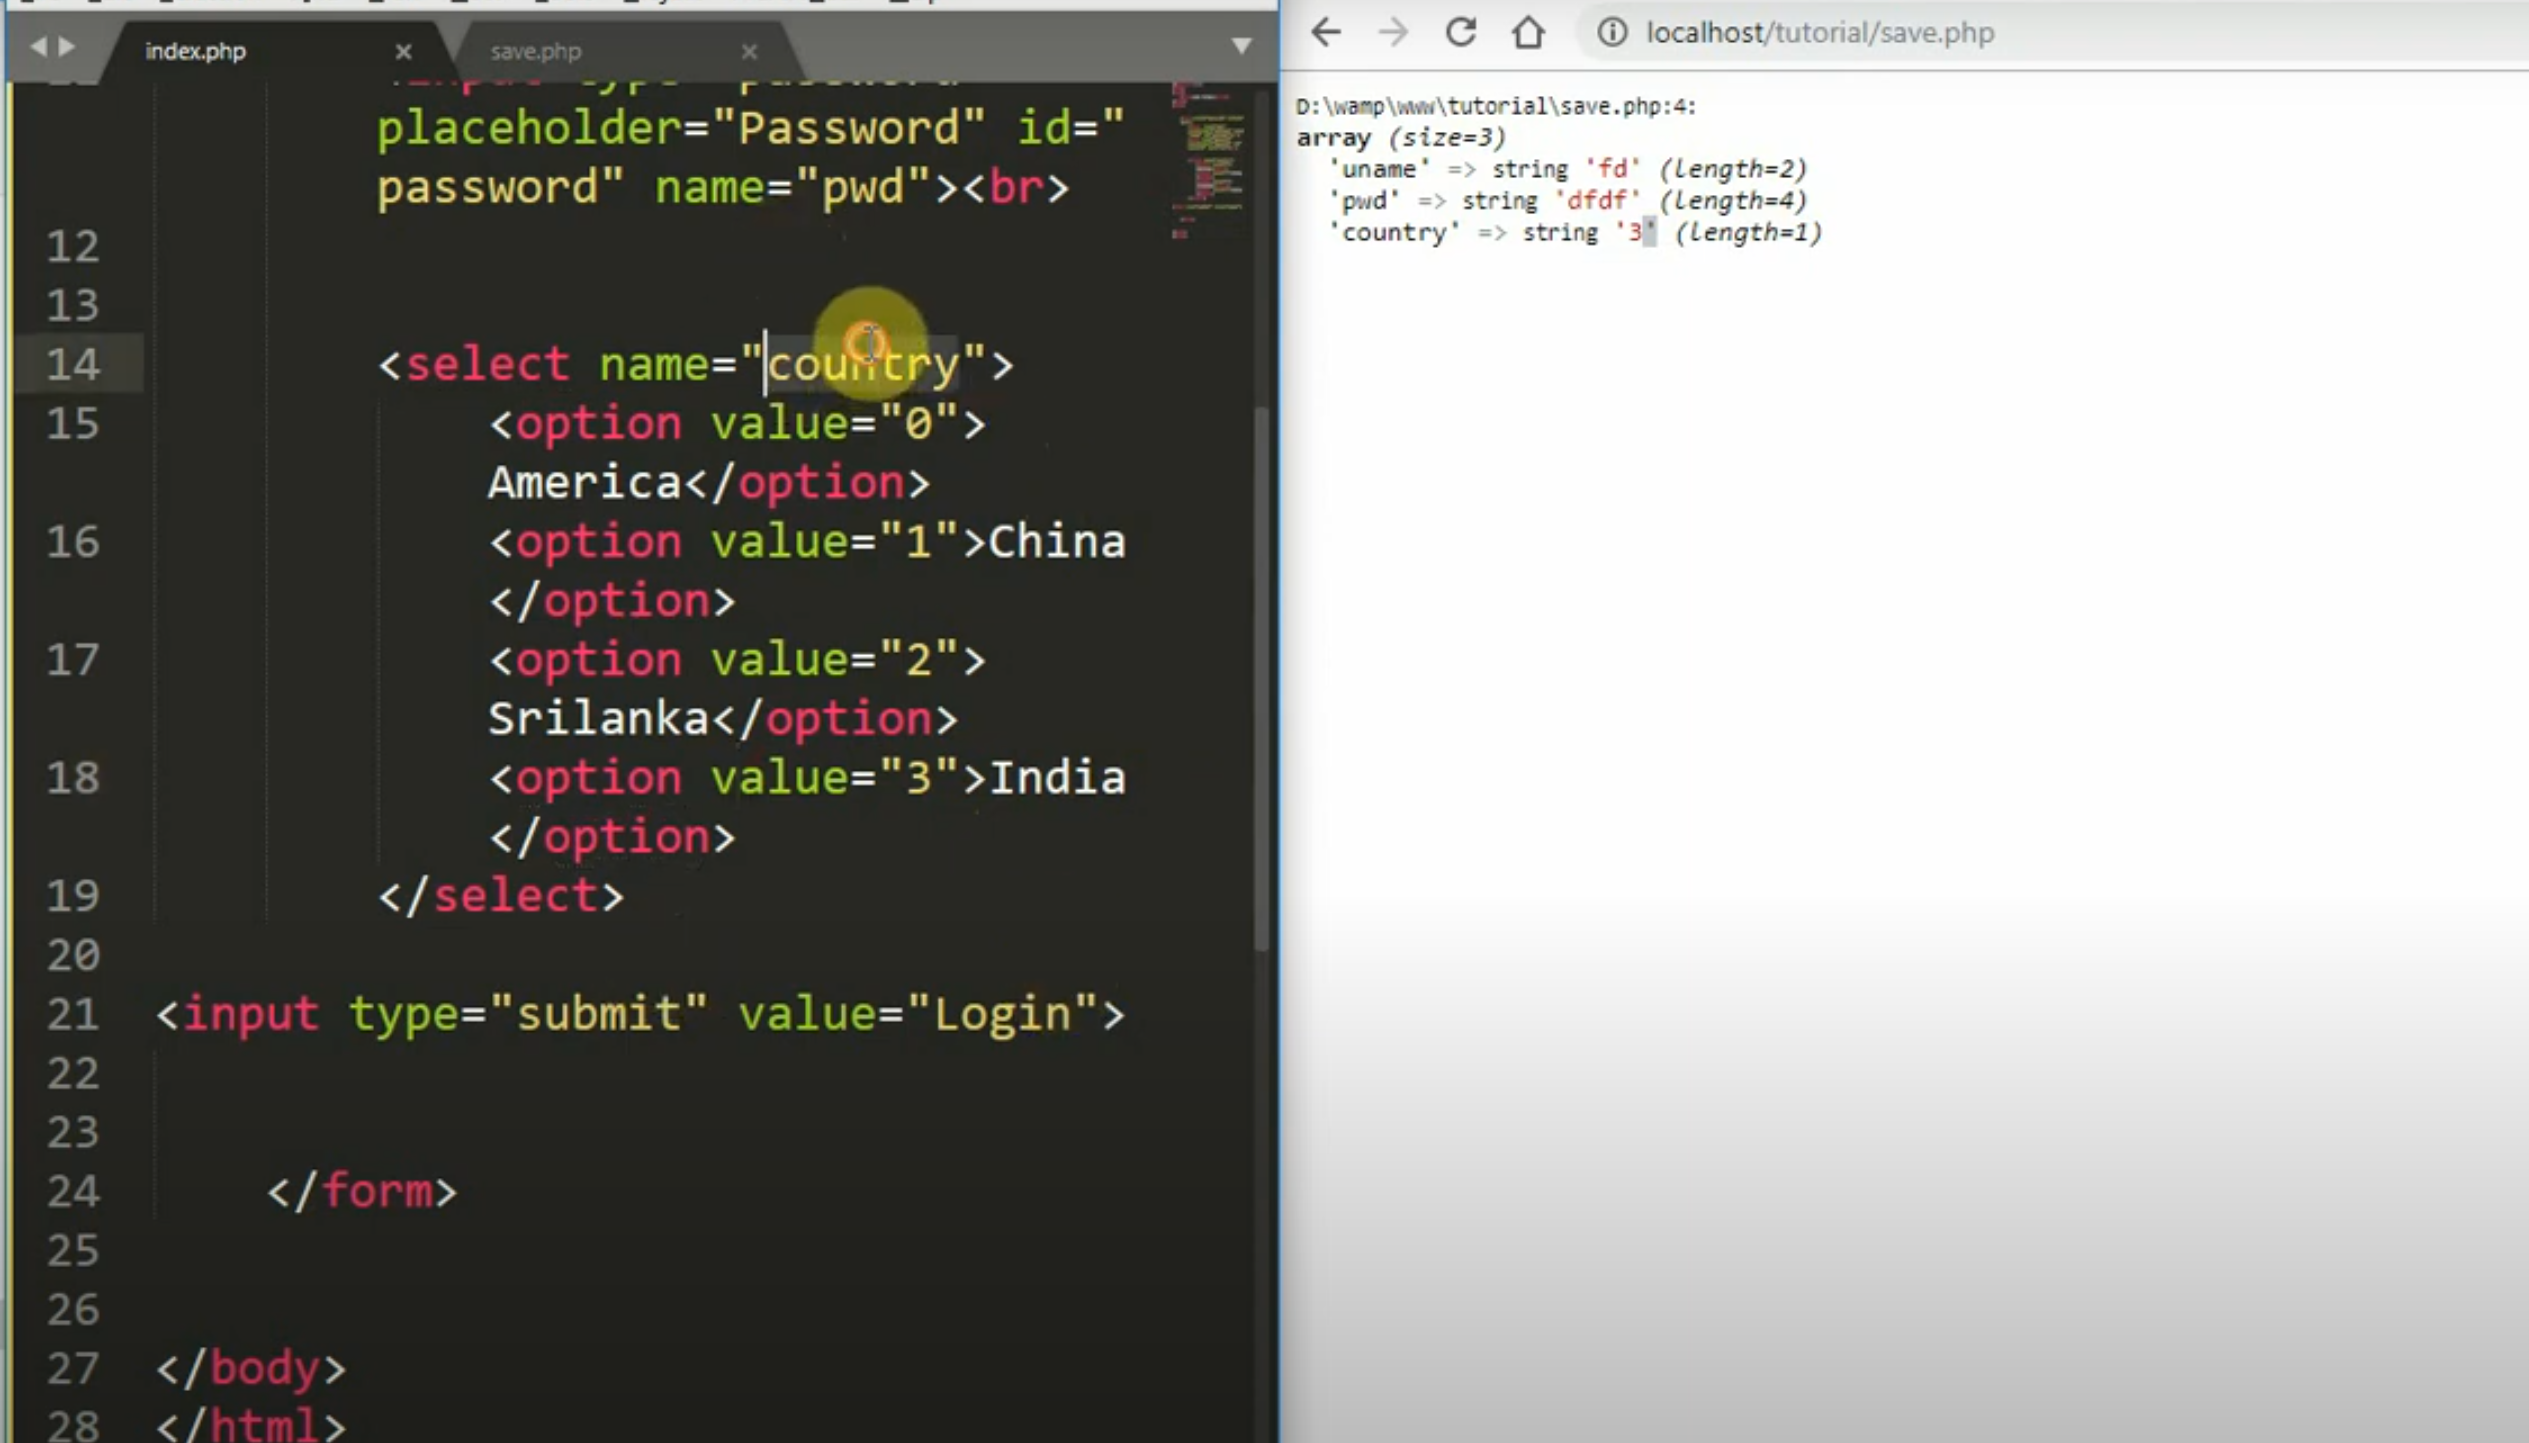 index.php × save.php ×
localhost/tutorial/save.php
placeholder="Password" id="
password" name="pwd"><br>
12
13
14 <select name="country">
15 <option value="0">
America</option>
16 <option value="1">China
</option>
17 <option value="2">
Srilanka</option>
18 <option value="3">India
</option>
19 </select>
20
21 <input type="submit" value="Login">
22
23
24 </form>
25
26
27 </body>
28 </html>
D:\wamp\www\tutorial\save.php:4:
array (size=3)
'uname' => string 'fd' (length=2)
'pwd' => string 'dfdf' (length=4)
'country' => string '3' (length=1)